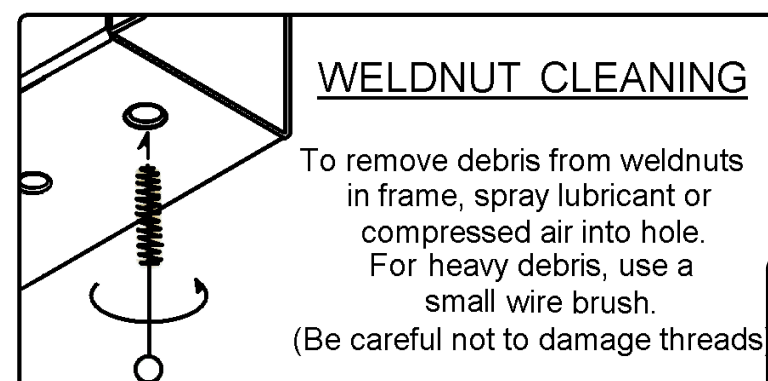 WELDNUT CLEANING
To remove debris from weldnuts
in frame, spray lubricant or
compressed air into hole.
For heavy debris, use a
small wire brush.
(Be careful not to damage threads)